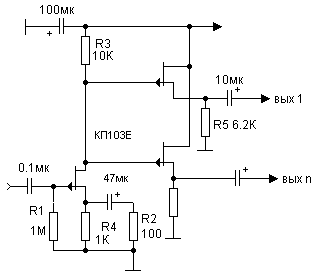 100мк
+
R3
10K
10мк
+
вых 1
R5 6.2K
КП103Е
0.1мк
47мк
+
+
вых n
R1
1M
R4
1K
R2
100